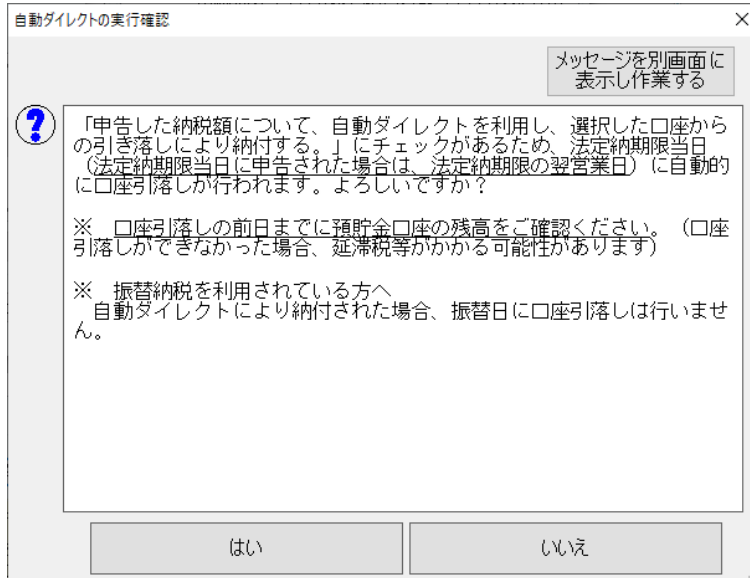 自動ダイレクトの実行確認
メッセージを別画面に
表示し作業する
「申告した納税額について、自動ダイレクトを利用し、選択した口座から
の引き落しにより納付する。」にチェックがあるため、法定納期限当日
（法定納期限当日に申告された場合は、法定納期限の翌営業日）に自動的
に口座引落しが行われます。よろしいですか？
※　口座引落しの前日までに預貯金口座の残高をご確認ください。（口座
引落しができなかった場合、延滞税等がかかる可能性があります）
※　振替納税を利用されている方へ
自動ダイレクトにより納付された場合、振替日に口座引落しは行いませ
ん。
はい
いいえ